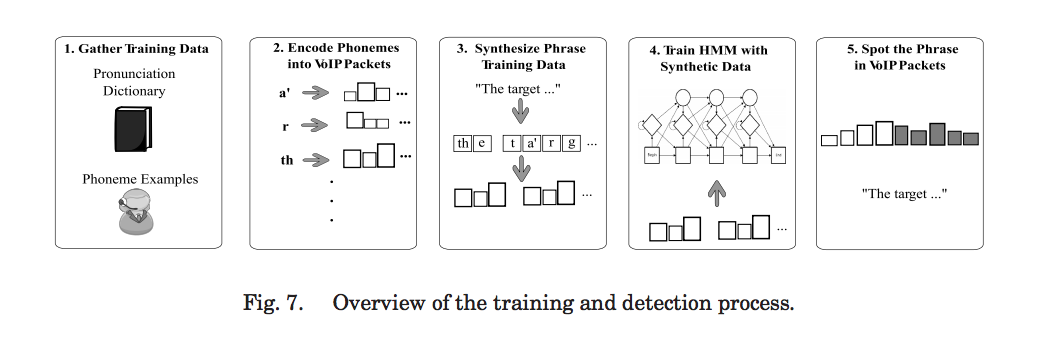 1. Gather Training Data
Pronunciation
Dictionary
Phoneme Examples
2. Encode Phonemes
into VoIP Packets
a' ...
r ...
th ...
3. Synthesize Phrase
Training Data
"The target ..."
th e t a' r g ...
...
4. Train HMM with
Synthetic Data
Begin End
...
5. Spot the Phrase
in VoIP Packets
"The target ..."
Fig. 7. Overview of the training and detection process.